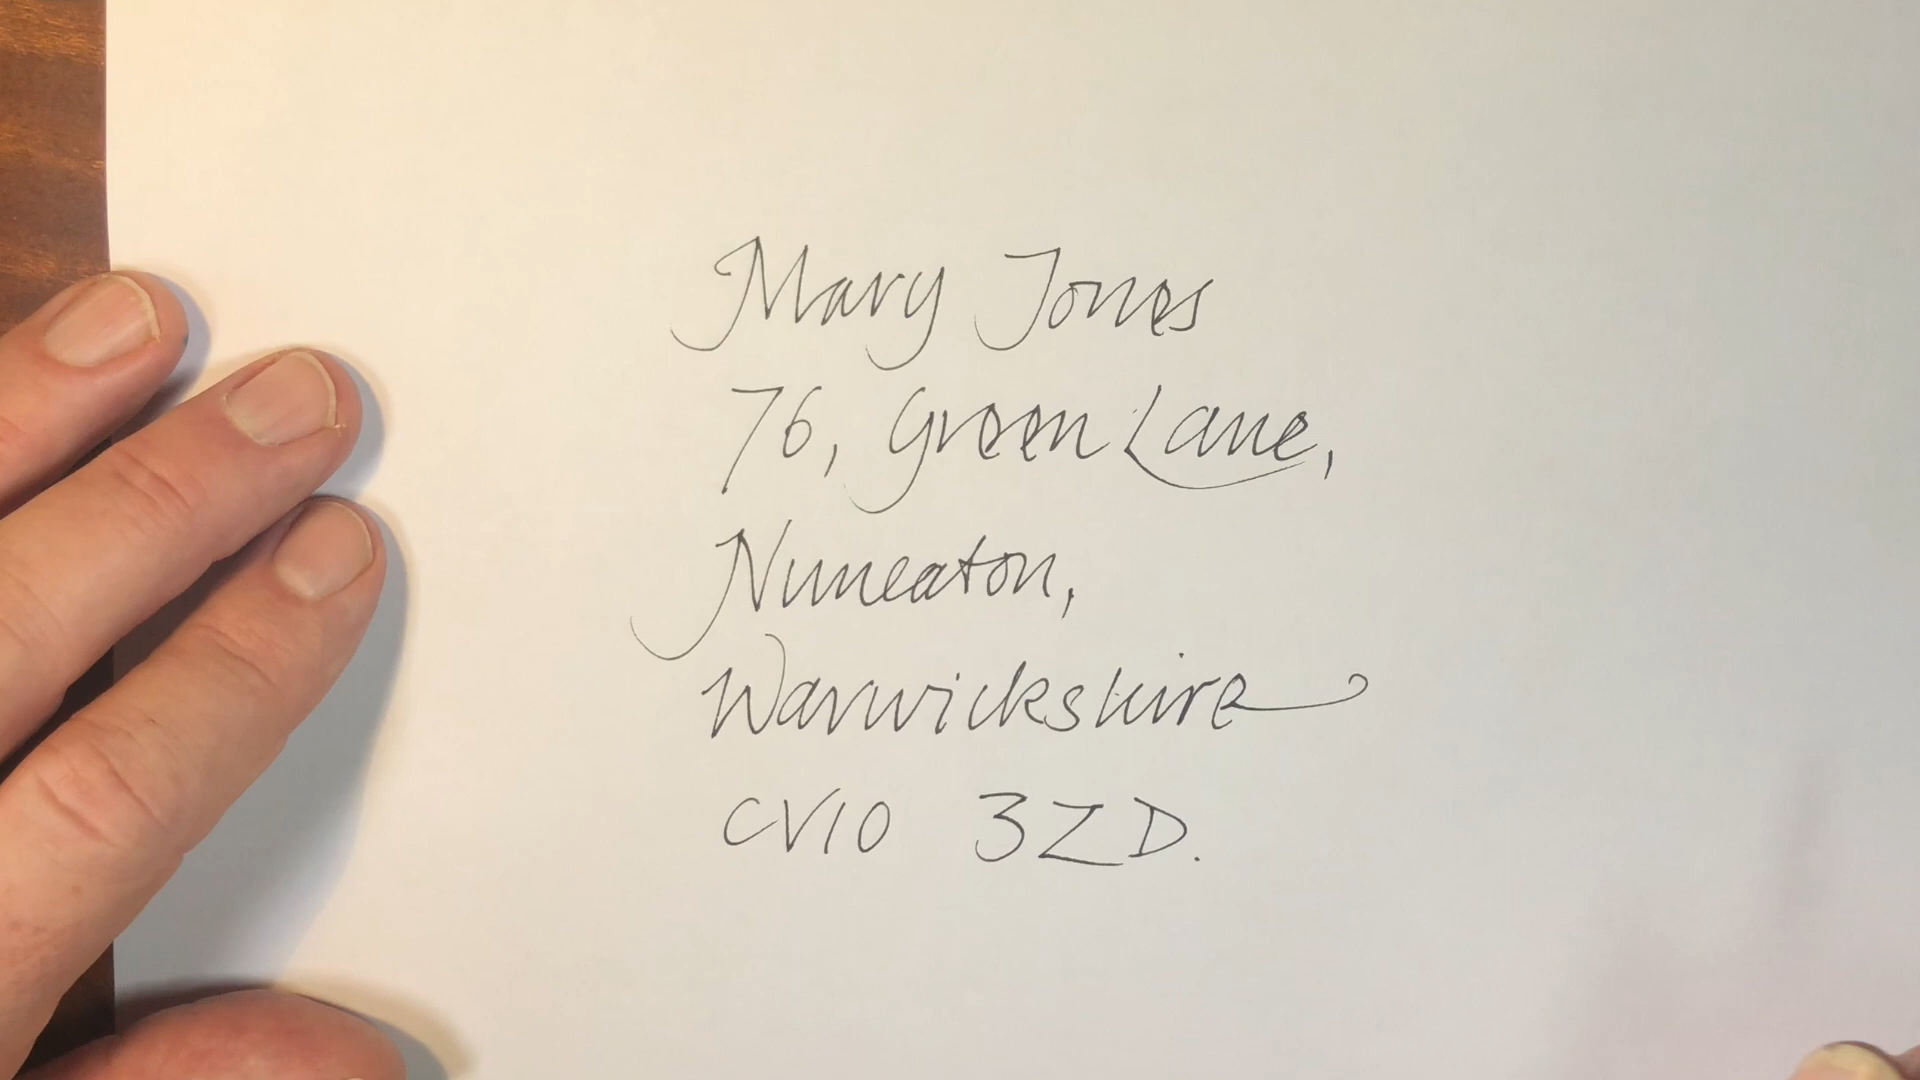 Mary Jones
76, Green Lane,
Nuneaton,
Warwickshire
CV10 3ZD.